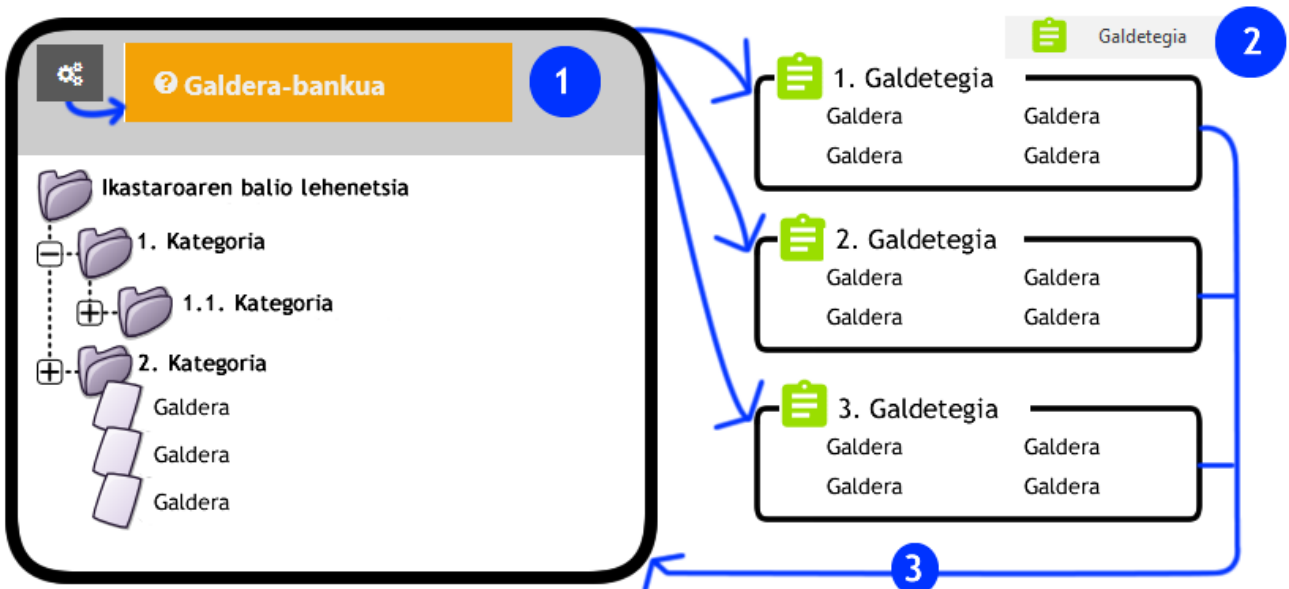 Galdera-bankua
1
Ikastaroaren balio lehenetsia
1. Kategoria
1.1. Kategoria
2. Kategoria
Galdera
Galdera
Galdera
Galdetegia
2
1. Galdetegia
Galdera Galdera
Galdera Galdera
2. Galdetegia
Galdera Galdera
Galdera Galdera
3. Galdetegia
Galdera Galdera
Galdera Galdera
3